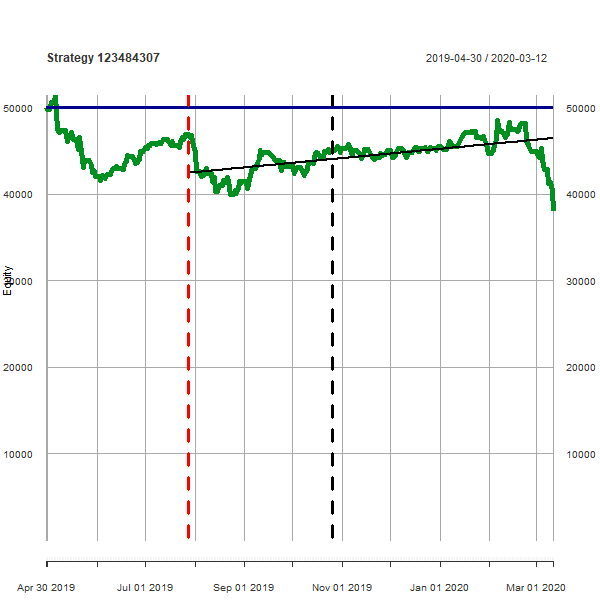 Strategy 123484307
2019-04-30 / 2020-03-12
50000
50000
40000
40000
Equity
30000
30000
20000
20000
10000
10000
Apr 30 2019
Jul 01 2019
Sep 01 2019
Nov 01 2019
Jan 01 2020
Mar 01 2020